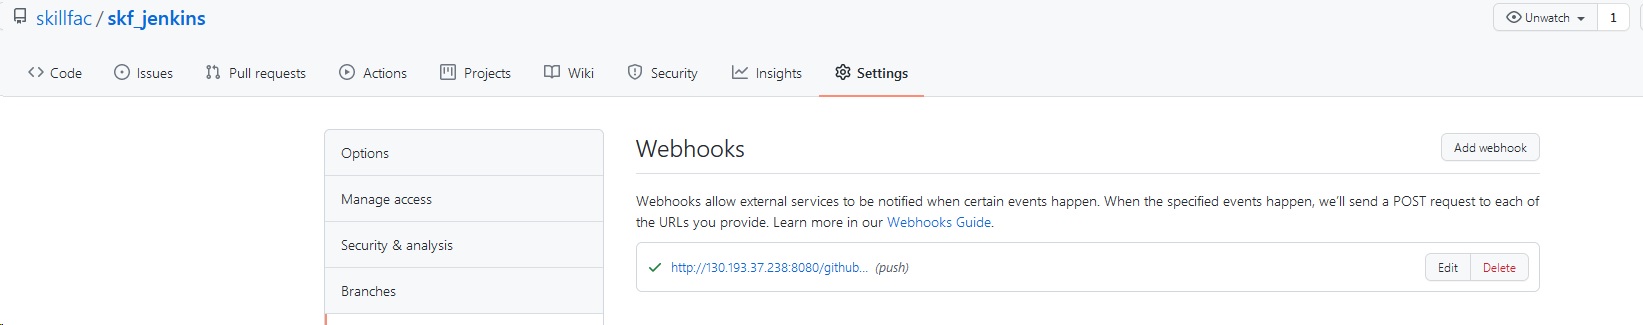 skillfac / skf_jenkins
Unwatch 1
Code Issues Pull requests Actions Projects Wiki Security Insights Settings
Options
Manage access
Security & analysis
Branches
Webhooks
Add webhook
Webhooks allow external services to be notified when certain events happen. When the specified events happen, we'll send a POST request to each of
the URLs you provide. Learn more in our Webhooks Guide.
http://130.193.37.238:8080/github... (push)
Edit Delete